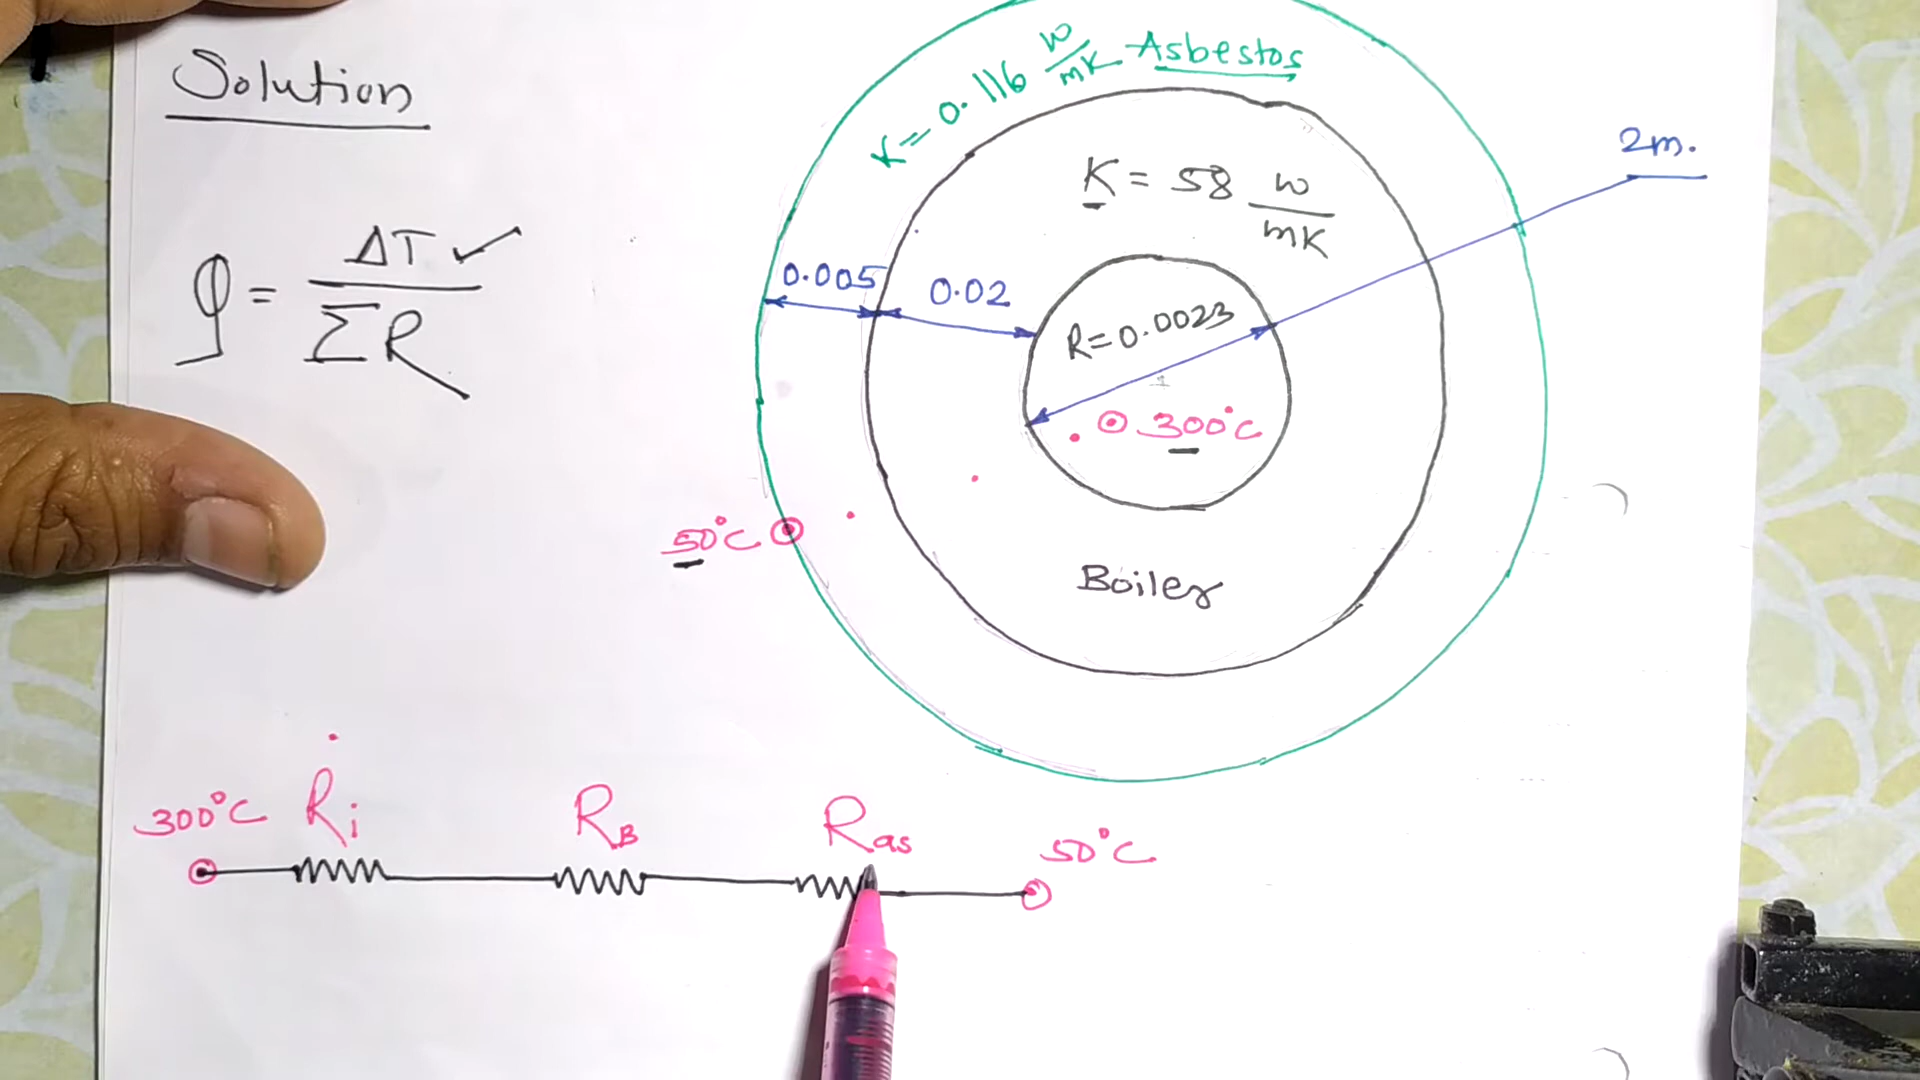 Solution
Q = ΔT ✓ / ΣR
K = 0.116 w/mK Asbestos
2m.
K = 58 w/mK
0.005
0.02
R=0.0023
300°C
50°C
Boiler
300°C
Ri
RB
Ras
50°C